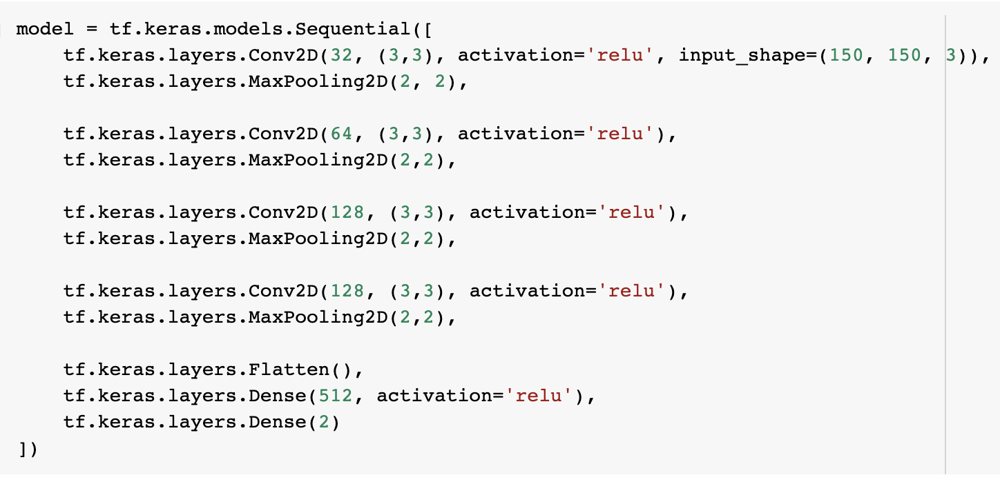 model = tf.keras.models.Sequential([
    tf.keras.layers.Conv2D(32, (3,3), activation='relu', input_shape=(150, 150, 3)),
    tf.keras.layers.MaxPooling2D(2, 2),

    tf.keras.layers.Conv2D(64, (3,3), activation='relu'),
    tf.keras.layers.MaxPooling2D(2,2),

    tf.keras.layers.Conv2D(128, (3,3), activation='relu'),
    tf.keras.layers.MaxPooling2D(2,2),

    tf.keras.layers.Conv2D(128, (3,3), activation='relu'),
    tf.keras.layers.MaxPooling2D(2,2),

    tf.keras.layers.Flatten(),
    tf.keras.layers.Dense(512, activation='relu'),
    tf.keras.layers.Dense(2)
])